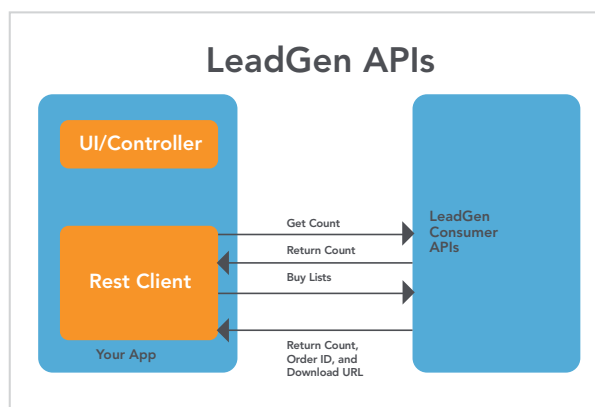 LeadGen APIs
UI/Controller
Rest Client
Your App
Get Count
Return Count
Buy Lists
Return Count,
Order ID, and
Download URL
LeadGen
Consumer
APIs